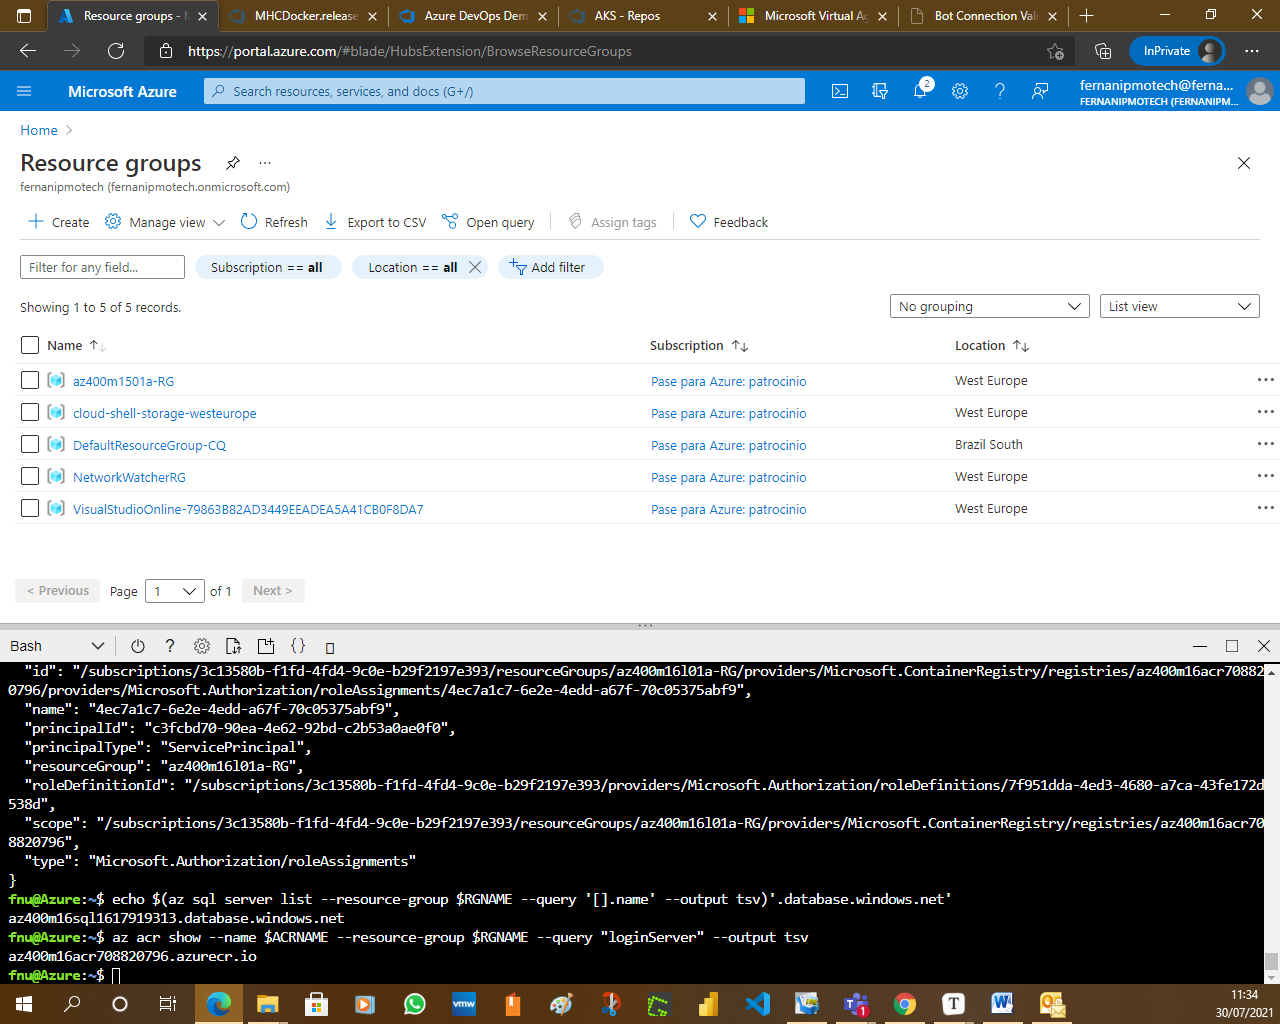 Resource groups - M
MHCDocker.release
Azure DevOps Dem
AKS - Repos
Microsoft Virtual Ag
Bot Connection Vali
https://portal.azure.com/#blade/HubsExtension/BrowseResourceGroups
InPrivate
Microsoft Azure
Search resources, services, and docs (G+/)
2
fernanipmotech@ferna...
FERNANIPMOTECH (FERNANIPM...
Home
Resource groups
fernanipmotech (fernanipmotech.onmicrosoft.com)
Create
Manage view
Refresh
Export to CSV
Open query
Assign tags
Feedback
Filter for any field...
Subscription == all
Location == all
Add filter
Showing 1 to 5 of 5 records.
No grouping
List view
Name
Subscription
Location
az400m1501a-RG
Pase para Azure: patrocinio
West Europe
cloud-shell-storage-westeurope
Pase para Azure: patrocinio
West Europe
DefaultResourceGroup-CQ
Pase para Azure: patrocinio
Brazil South
NetworkWatcherRG
Pase para Azure: patrocinio
West Europe
VisualStudioOnline-79863B82AD3449EEADEA5A41CB0F8DA7
Pase para Azure: patrocinio
West Europe
< Previous
Page
1
of 1
Next >
Bash
"id": "/subscriptions/3c13580b-f1fd-4fd4-9c0e-b29f2197e393/resourceGroups/az400m16l01a-RG/providers/Microsoft.ContainerRegistry/registries/az400m16acr70882
0796/providers/Microsoft.Authorization/roleAssignments/4ec7a1c7-6e2e-4edd-a67f-70c05375abf9",
"name": "4ec7a1c7-6e2e-4edd-a67f-70c05375abf9",
"principalId": "c3fcbd70-90ea-4e62-92bd-c2b53a0ae0f0",
"principalType": "ServicePrincipal",
"resourceGroup": "az400m16l01a-RG",
"roleDefinitionId": "/subscriptions/3c13580b-f1fd-4fd4-9c0e-b29f2197e393/providers/Microsoft.Authorization/roleDefinitions/7f951dda-4ed3-4680-a7ca-43fe172d
538d",
"scope": "/subscriptions/3c13580b-f1fd-4fd4-9c0e-b29f2197e393/resourceGroups/az400m16l01a-RG/providers/Microsoft.ContainerRegistry/registries/az400m16acr70
8820796",
"type": "Microsoft.Authorization/roleAssignments"
}
fnu@Azure:~$ echo $(az sql server list --resource-group $RGNAME --query '[].name' --output tsv)'.database.windows.net'
az400m16sql1617919313.database.windows.net
fnu@Azure:~$ az acr show --name $ACRNAME --resource-group $RGNAME --query "loginServer" --output tsv
az400m16acr708820796.azurecr.io
fnu@Azure:~$
11:34
30/07/2021